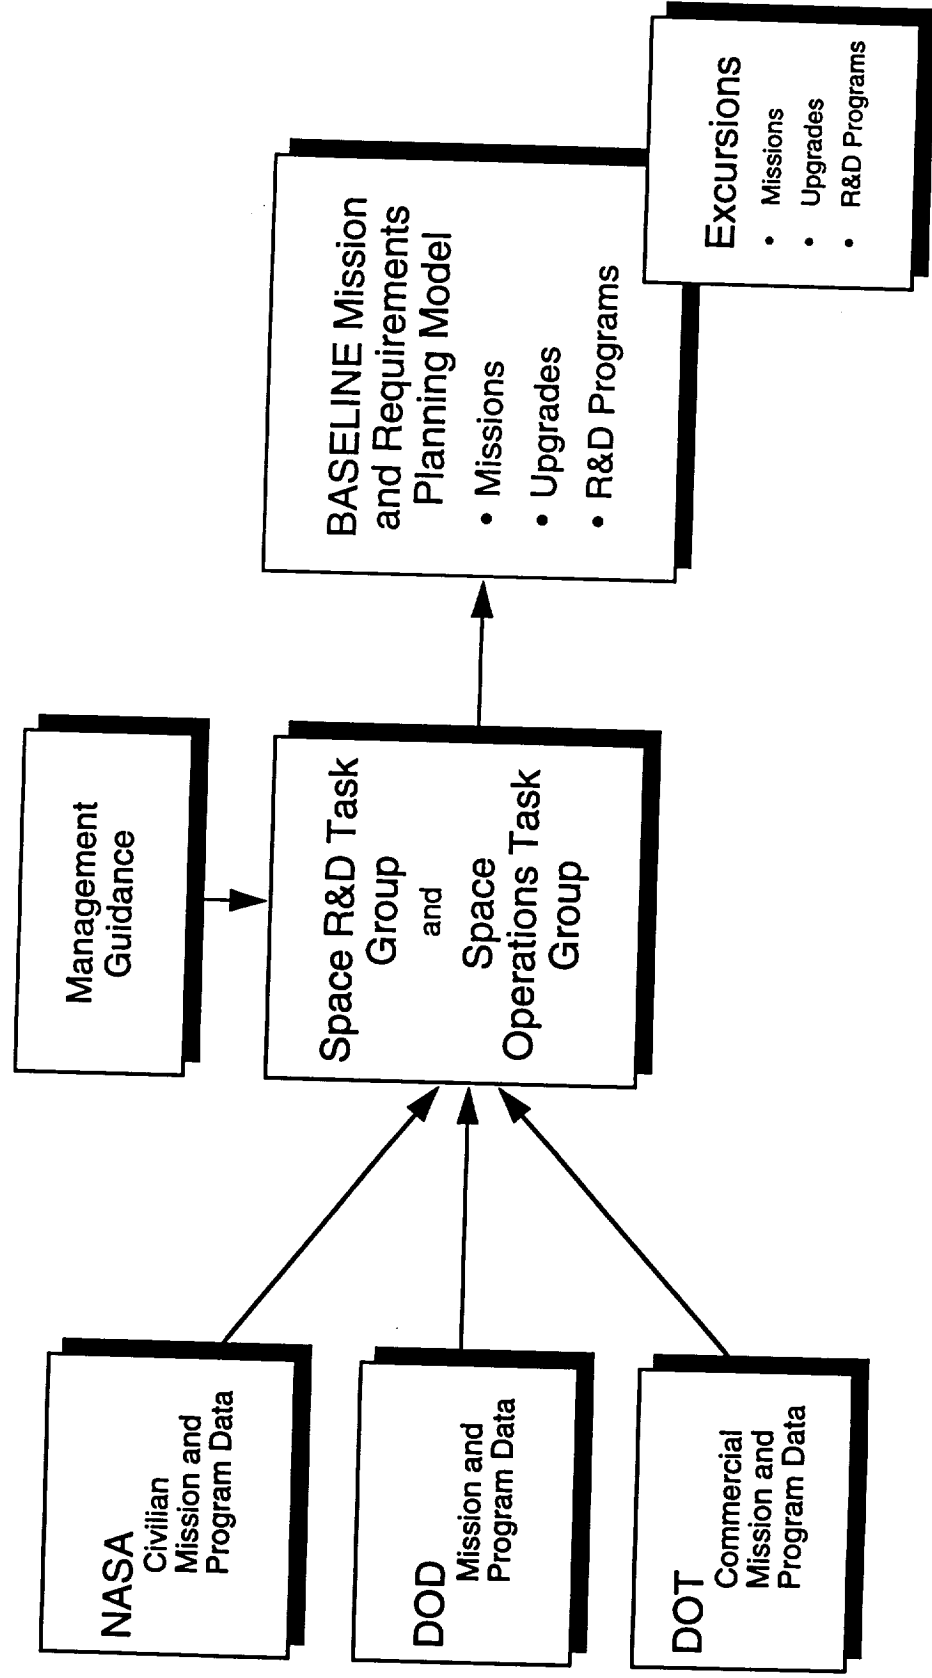 NASA
Civilian
Mission and
Program Data
DOD
Mission and
Program Data
DOT
Commercial
Mission and
Program Data
Management
Guidance
Space R&D Task
Group
and
Space
Operations Task
Group
BASELINE Mission
and Requirements
Planning Model
• Missions
• Upgrades
• R&D Programs
Excursions
• Missions
• Upgrades
• R&D Programs